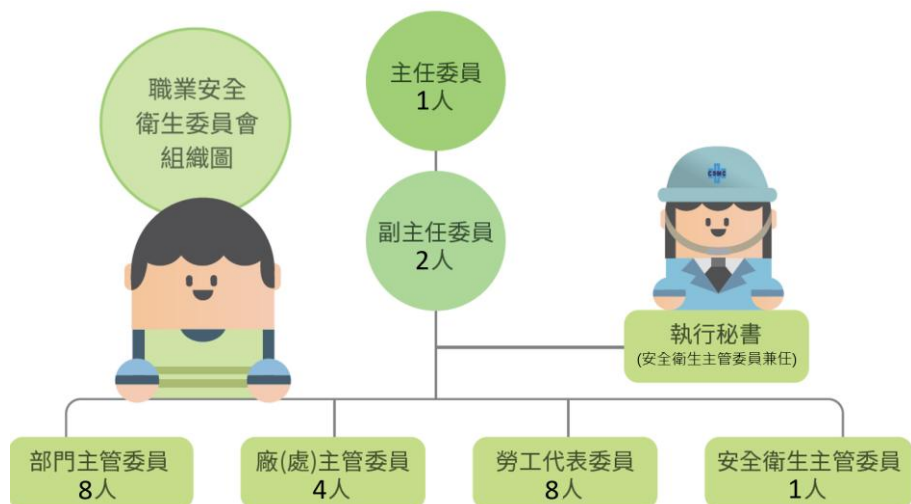 職業安全
衛生委員會
組織圖
主任委員
1人
副主任委員
2人
執行秘書
(安全衛生主管委員兼任)
部門主管委員
8人
廠(處)主管委員
4人
勞工代表委員
8人
安全衛生主管委員
1人